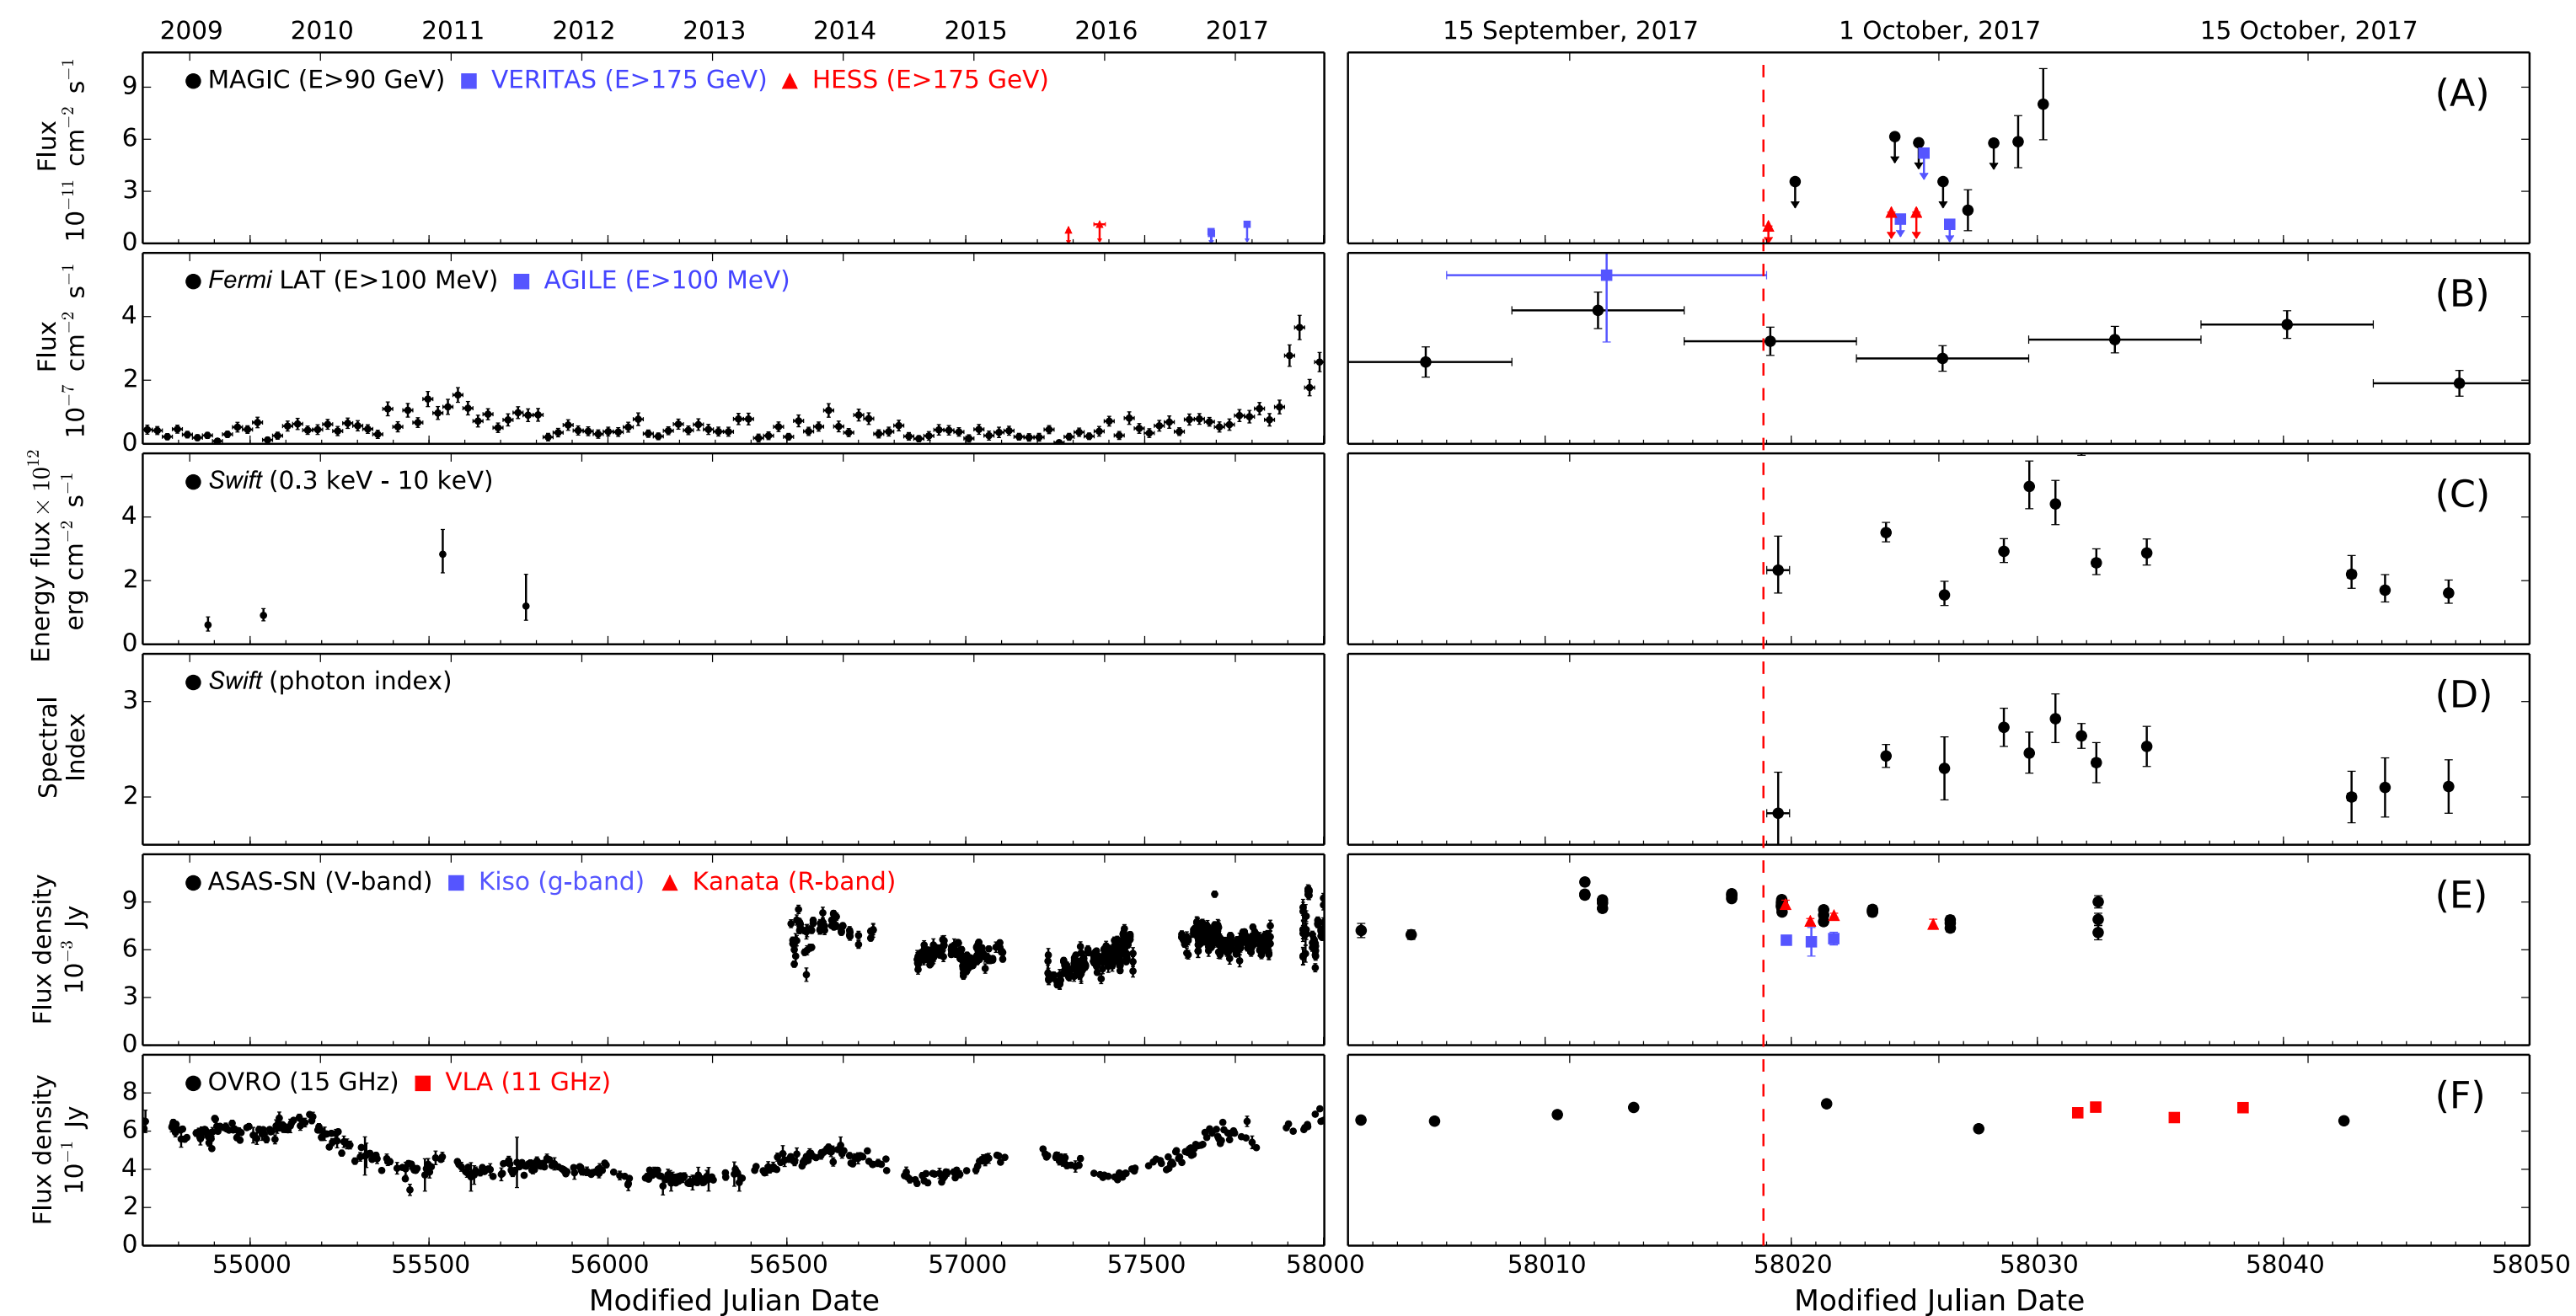 2009 2010 2011 2012 2013 2014 2015 2016 2017 15 September, 2017 1 October, 2017 15 October, 2017
Flux
10⁻¹¹ cm⁻² s⁻¹
9
6
3
0
MAGIC (E>90 GeV) VERITAS (E>175 GeV) HESS (E>175 GeV)
(A)
Flux
10⁻⁷ cm⁻² s⁻¹
4
2
0
Fermi LAT (E>100 MeV) AGILE (E>100 MeV)
(B)
Energy flux × 10¹²
erg cm⁻² s⁻¹
4
2
0
Swift (0.3 keV - 10 keV)
(C)
Spectral
Index
3
2
Swift (photon index)
(D)
Flux density
10⁻³ Jy
9
6
3
0
ASAS-SN (V-band) Kiso (g-band) Kanata (R-band)
(E)
Flux density
10⁻¹ Jy
8
6
4
2
0
OVRO (15 GHz) VLA (11 GHz)
(F)
55000 55500 56000 56500 57000 57500 58000 58010 58020 58030 58040 58050
Modified Julian Date Modified Julian Date